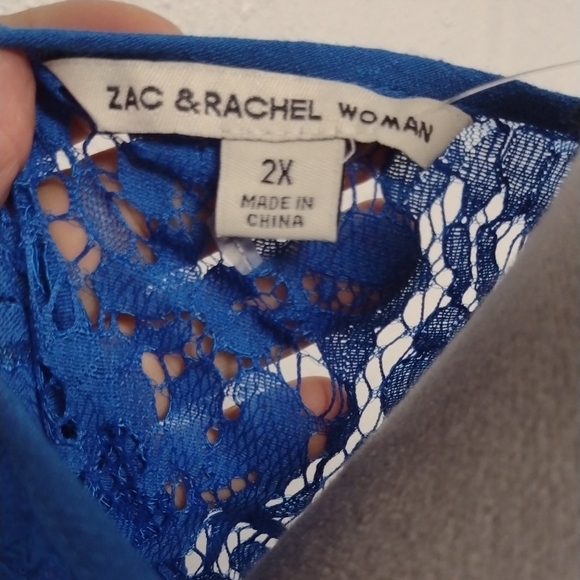 ZAC & RACHEL WOMAN
2X
MADE IN
CHINA